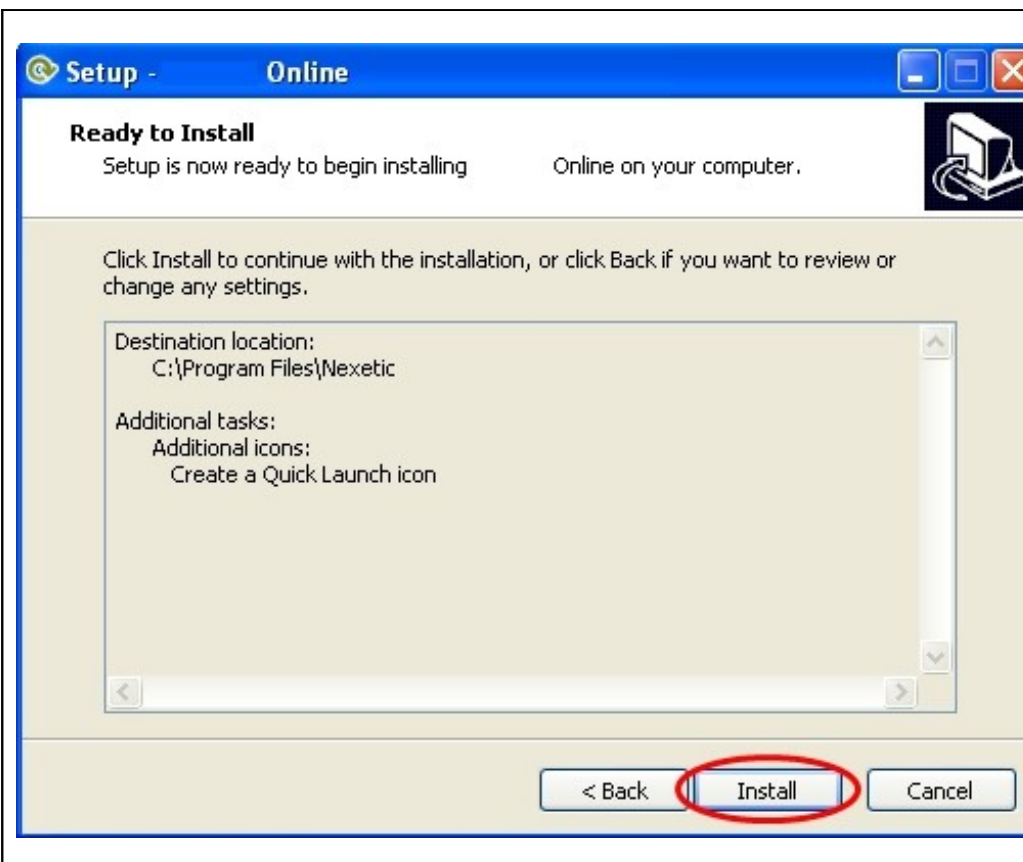 Setup - Online
Ready to Install
Setup is now ready to begin installing Online on your computer.
Click Install to continue with the installation, or click Back if you want to review or
change any settings.
Destination location:
C:\Program Files\Nexetic
Additional tasks:
Additional icons:
Create a Quick Launch icon
< Back Install Cancel